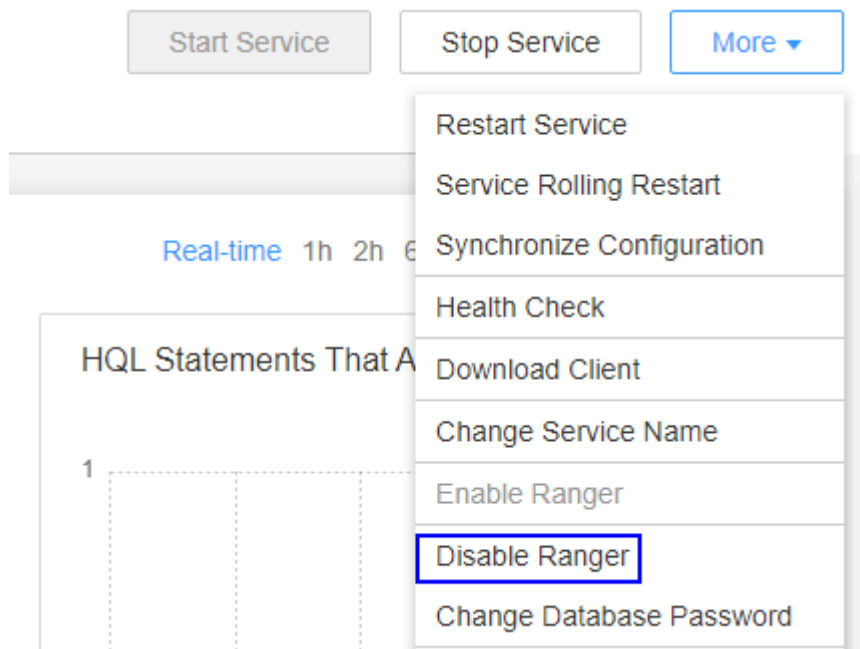 Start Service Stop Service More
Restart Service
Service Rolling Restart
Real-time 1h 2h 6 Synchronize Configuration
Health Check
HQL Statements That A
Download Client
Change Service Name
1
Enable Ranger
Disable Ranger
Change Database Password